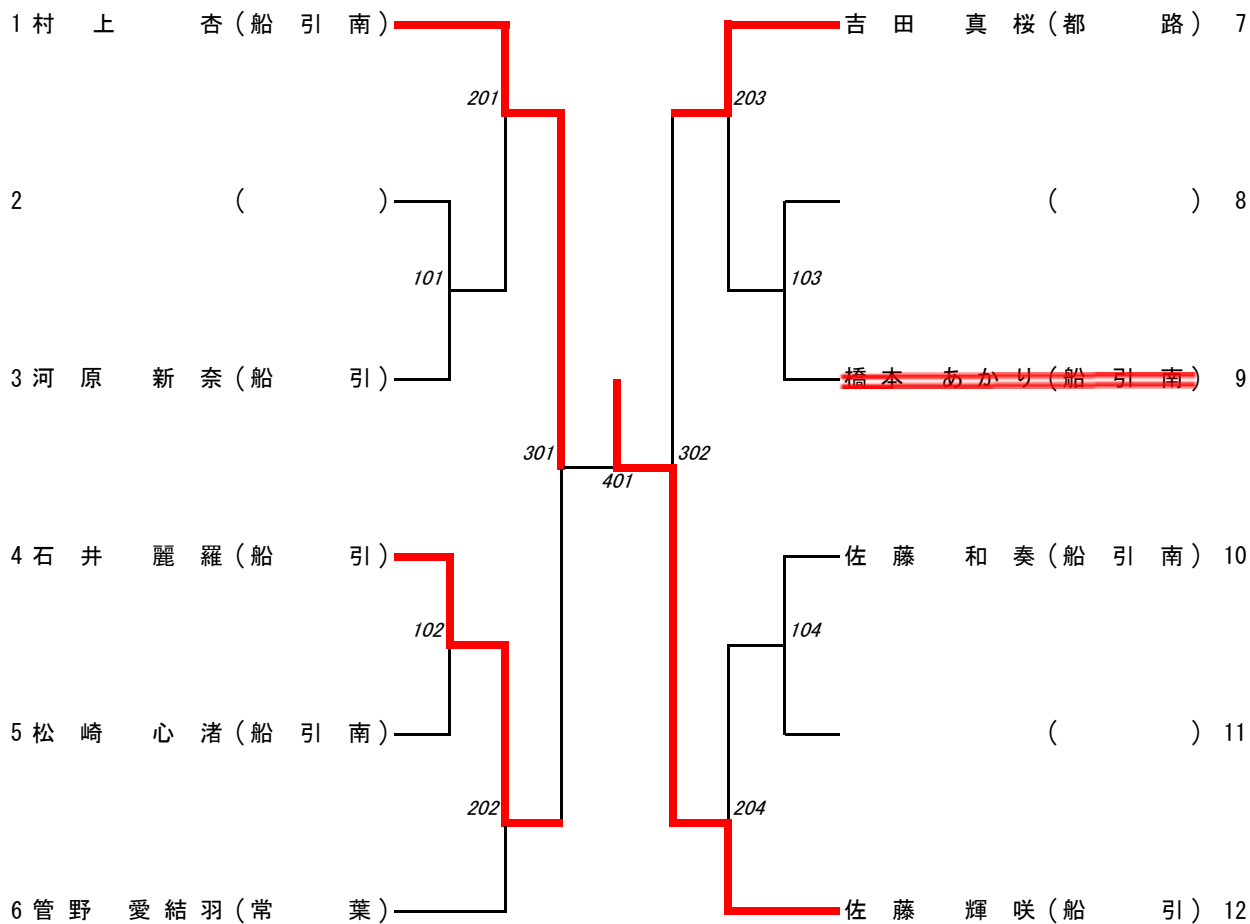 1 村上 杏 (船引南)
吉田 真桜 (都路) 7
201
203
2 ( )
( ) 8
101
103
3 河原 新奈 (船引)
橋本 あかり (船引南) 9
301
302
401
4 石井 麗羅 (船引)
佐藤 和奏 (船引南) 10
102
104
5 松崎 心渚 (船引南)
( ) 11
202
204
6 管野 愛結羽 (常葉)
佐藤 輝咲 (船引) 12